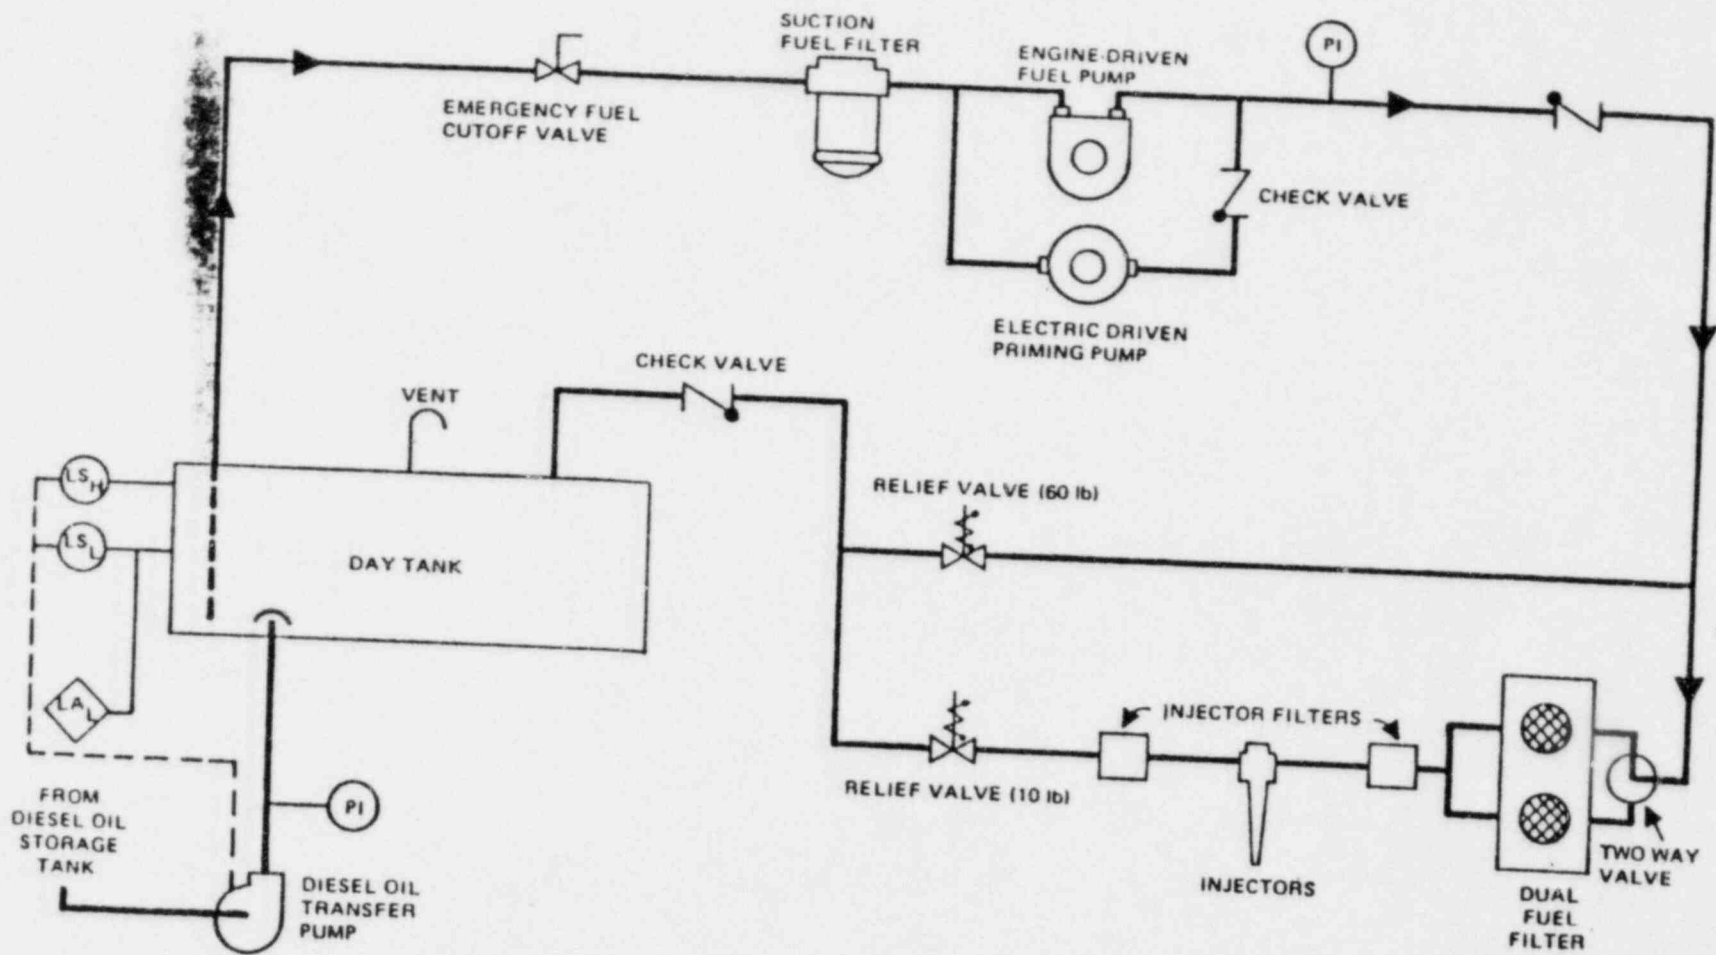 SUCTION
FUEL FILTER
ENGINE-DRIVEN
FUEL PUMP
PI
EMERGENCY FUEL
CUTOFF VALVE
CHECK VALVE
ELECTRIC DRIVEN
PRIMING PUMP
CHECK VALVE
VENT
LSH
LSL
DAY TANK
RELIEF VALVE (60 lb)
LAL
INJECTOR FILTERS
RELIEF VALVE (10 lb)
FROM
DIESEL OIL
STORAGE
TANK
PI
DIESEL OIL
TRANSFER
PUMP
INJECTORS
TWO WAY
VALVE
DUAL
FUEL
FILTER